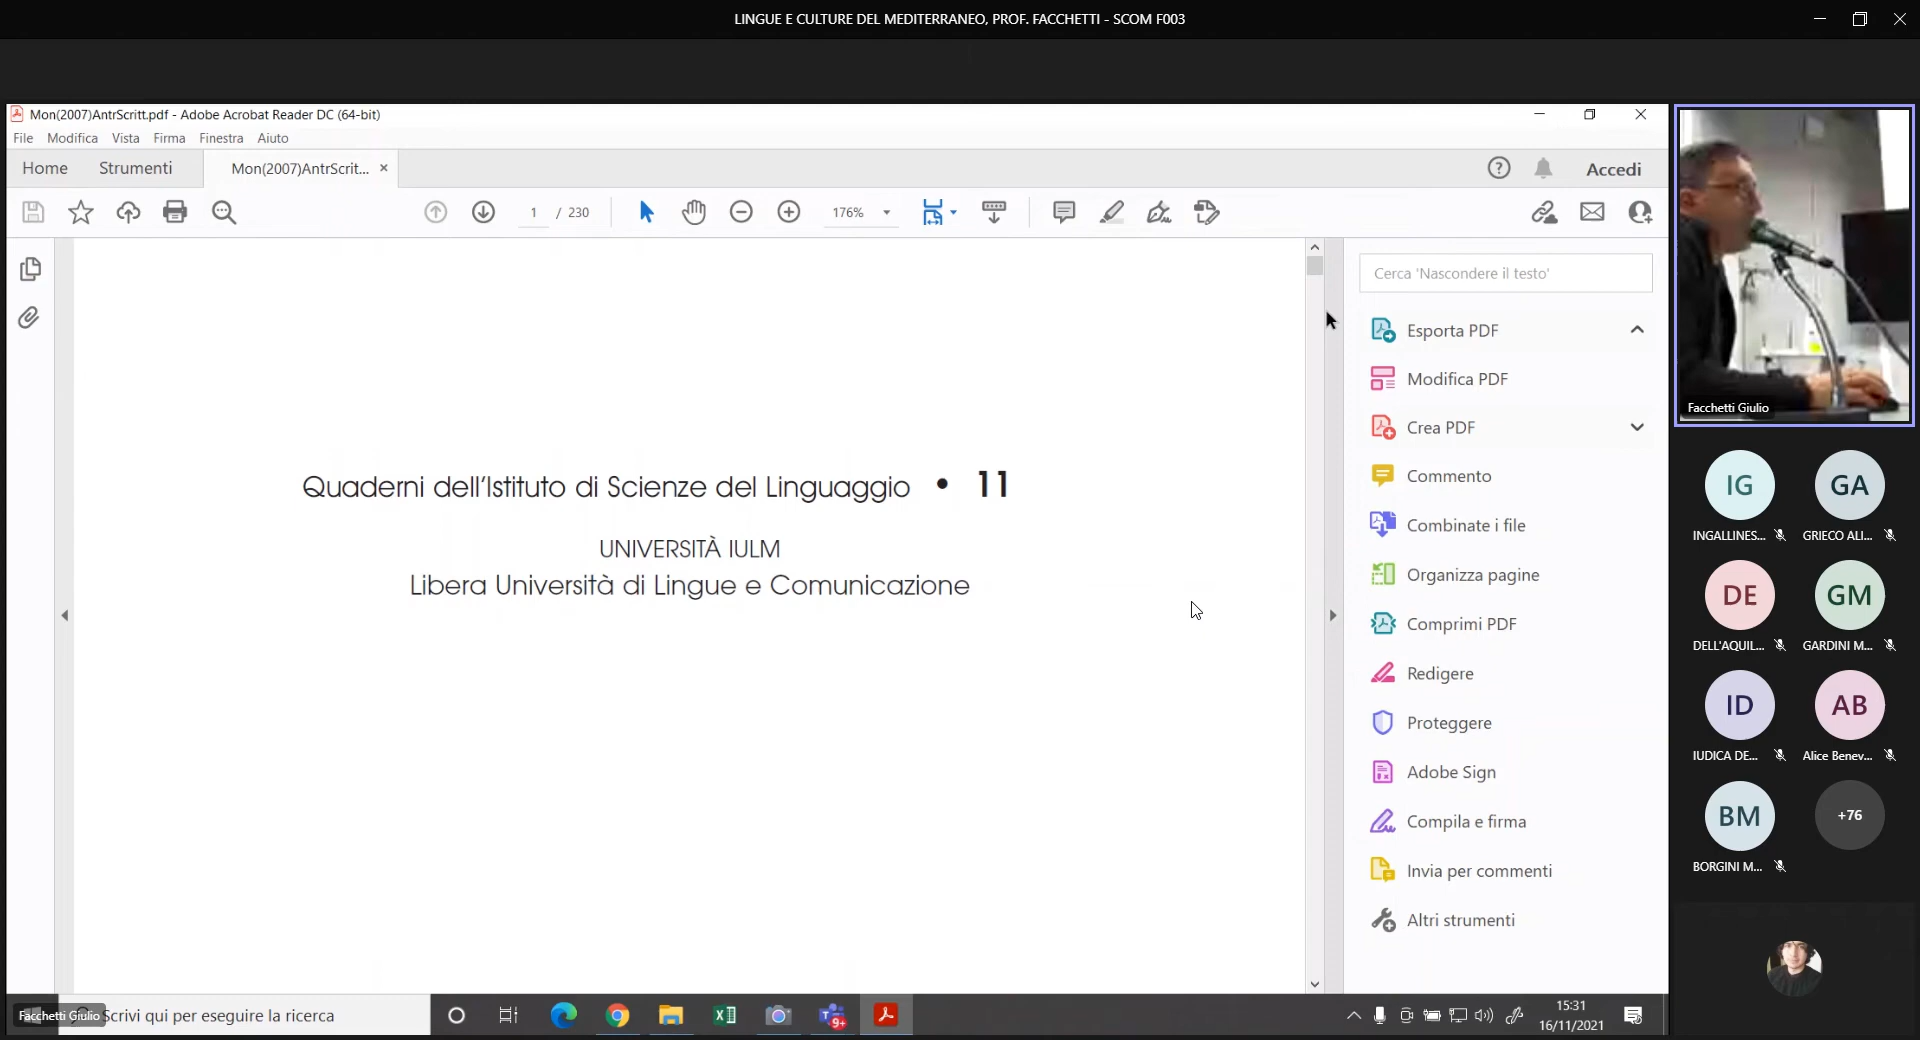 LINGUE E CULTURE DEL MEDITERRANEO, PROF. FACCHETTI - SCOM F003
Mon(2007)AntrScritt.pdf - Adobe Acrobat Reader DC (64-bit)
File Modifica Vista Firma Finestra Aiuto
Home Strumenti Mon(2007)AntrScrit... × Accedi
1 / 230 176%
Cerca 'Nascondere il testo'
Esporta PDF
Modifica PDF
Crea PDF
Commento
Combinate i file
Organizza pagine
Comprimi PDF
Redigere
Proteggere
Adobe Sign
Compila e firma
Invia per commenti
Altri strumenti
Quaderni dell'Istituto di Scienze del Linguaggio • 11
UNIVERSITÀ IULM
Libera Università di Lingue e Comunicazione
Facchetti Giulio
IG GA
INGALLINES... GRIECO ALI...
DE GM
DELL'AQUIL... GARDINI M...
ID AB
IUDICA DE... Alice Benev...
BM +76
BORGINI M...
Facchetti Giulio
Scrivi qui per eseguire la ricerca
9+
15:31
16/11/2021